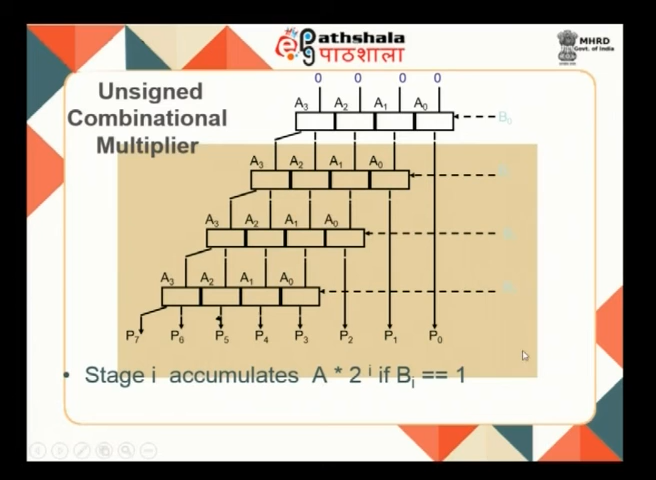 epathshala
पाठशाला
MHRD
Govt. of India
Unsigned
Combinational
Multiplier
0 0 0 0
A3 A2 A1 A0
B0
A3 A2 A1 A0
A3 A2 A1 A0
A3 A2 A1 A0
P7 P6 P5 P4 P3 P2 P1 P0
• Stage i accumulates A * 2 i if Bi == 1